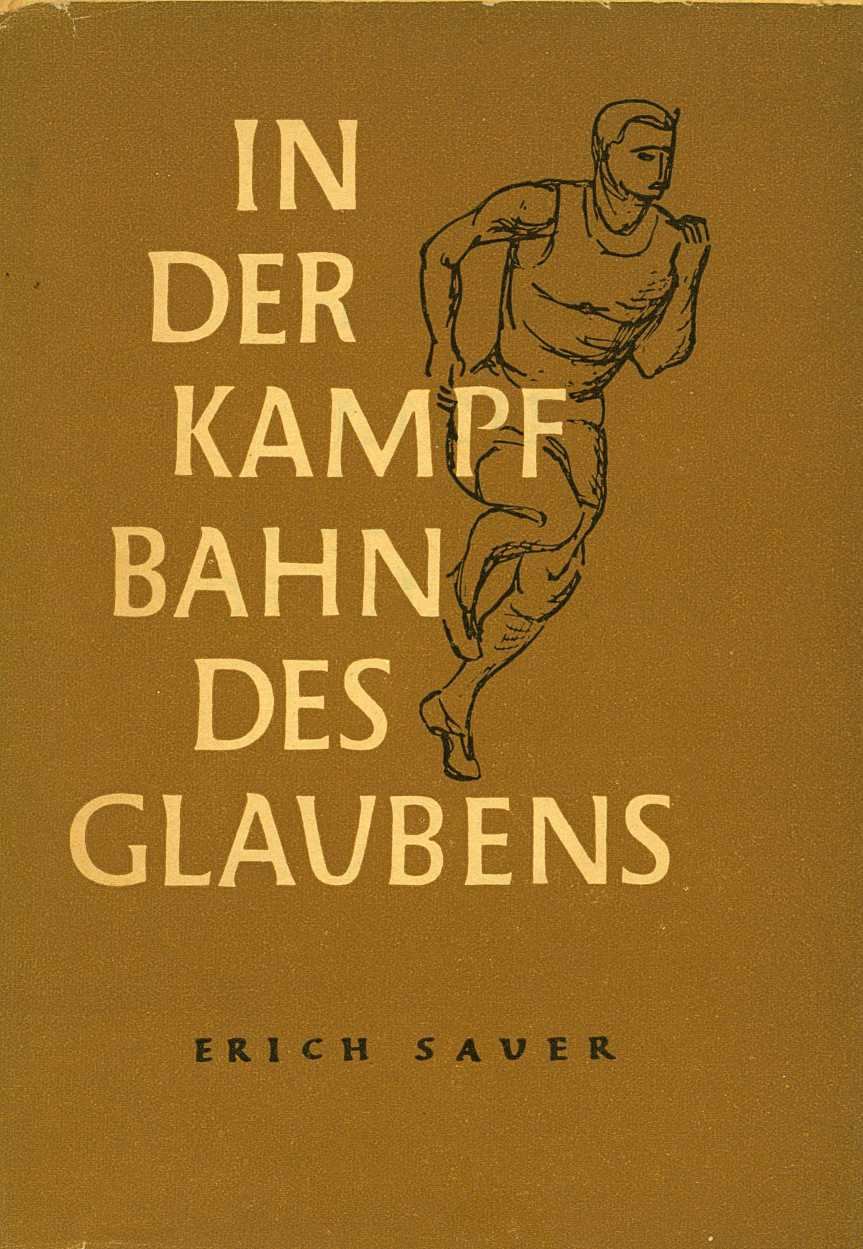 IN
DER
KAMPF
BAHN
DES
GLAUBENS
ERICH SAUER